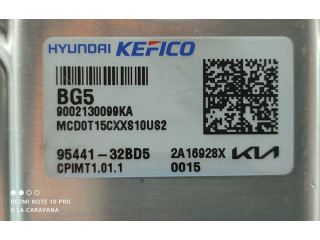 HYUNDAI KEFICO
BG5
9002130099KA
MCD0T15CXXS10US2
95441-32BD5 2A16928X KIA
CPIMT1.01.1 0015
REDMI NOTE 10 PRO
B.LA.CARAVANA